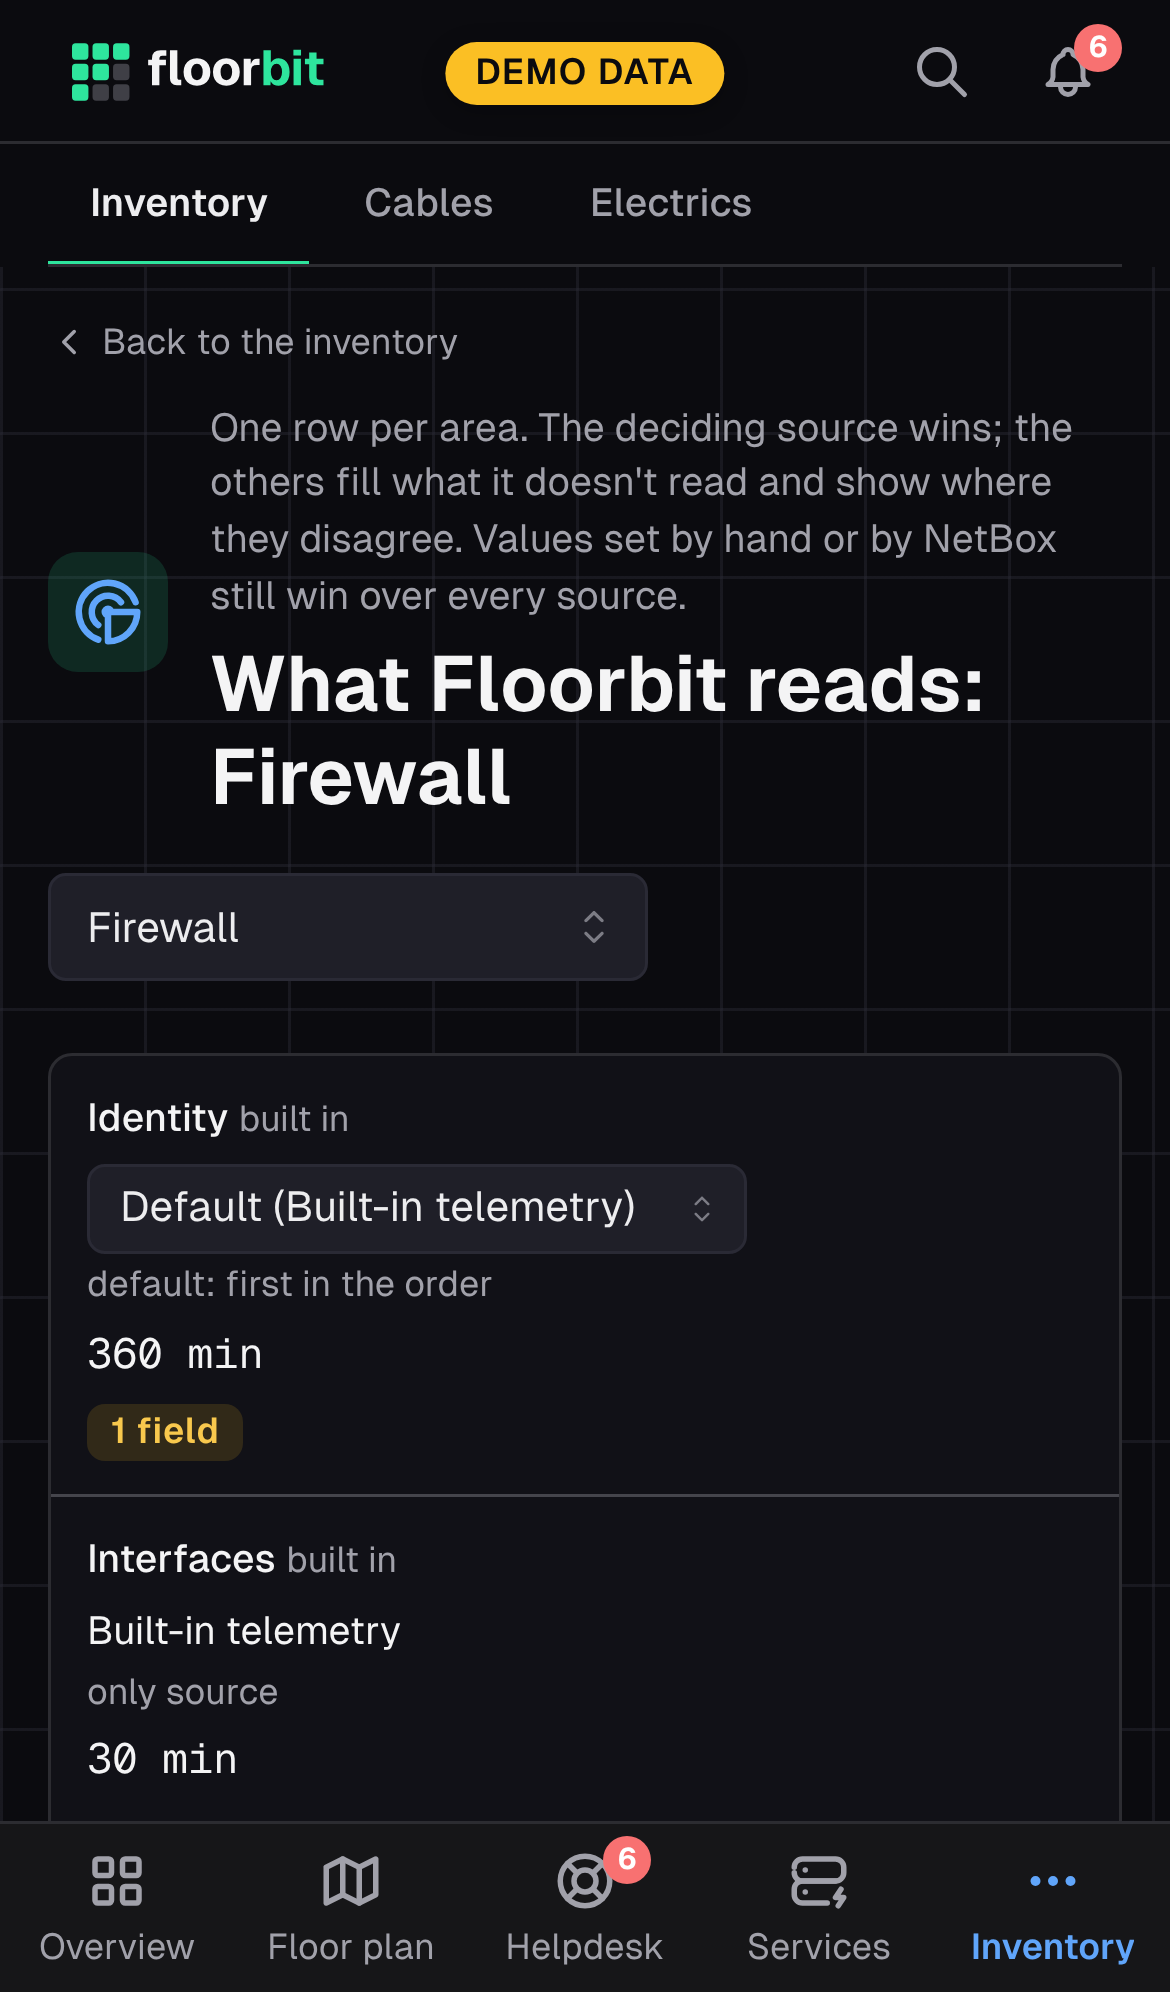 floorbit
DEMO DATA
6
Inventory
Cables
Electrics
Back to the inventory
One row per area. The deciding source wins; the
others fill what it doesn't read and show where
they disagree. Values set by hand or by NetBox
still win over every source.
What Floorbit reads:
Firewall
Firewall
Identity built in
Default (Built-in telemetry)
default: first in the order
360 min
1 field
Interfaces built in
Built-in telemetry
only source
30 min
6
Overview
Floor plan
Helpdesk
Services
Inventory